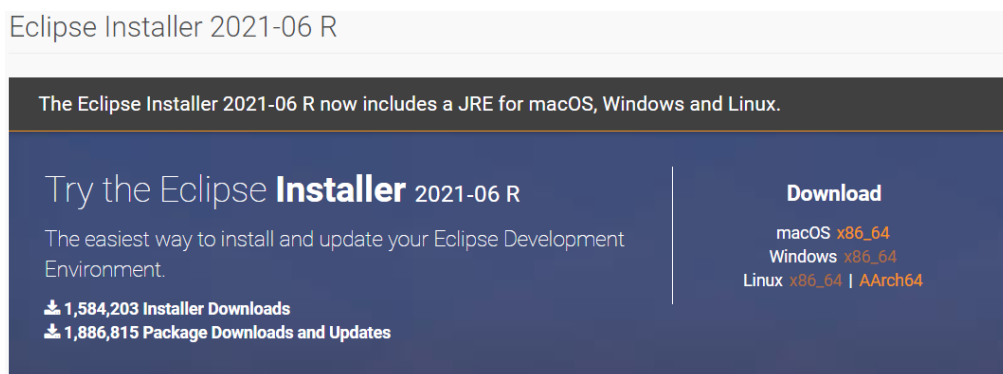 Eclipse Installer 2021-06 R
The Eclipse Installer 2021-06 R now includes a JRE for macOS, Windows and Linux.
Try the Eclipse Installer 2021-06 R
The easiest way to install and update your Eclipse Development
Environment.
1,584,203 Installer Downloads
1,886,815 Package Downloads and Updates
Download
macOS x86_64
Windows x86_64
Linux x86_64 | AArch64